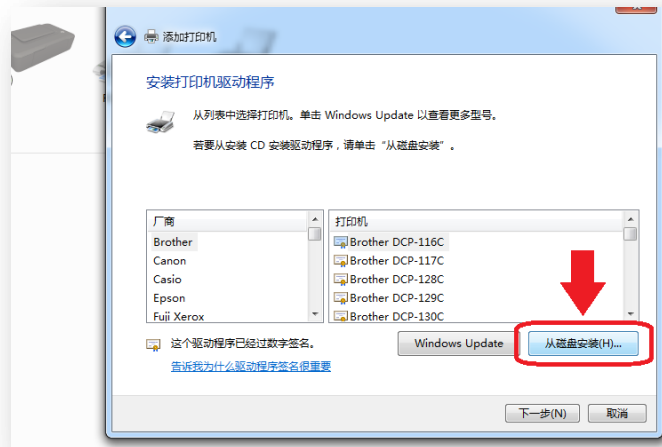 添加打印机
安装打印机驱动程序
从列表中选择打印机。单击 Windows Update 以查看更多型号。
若要从安装 CD 安装驱动程序，请单击“从磁盘安装”。
厂商
Brother
Canon
Casio
Epson
Fuji Xerox
打印机
Brother DCP-116C
Brother DCP-117C
Brother DCP-128C
Brother DCP-129C
Brother DCP-130C
这个驱动程序已经过数字签名。
告诉我为什么驱动程序签名很重要
Windows Update
从磁盘安装(H)...
下一步(N)
取消